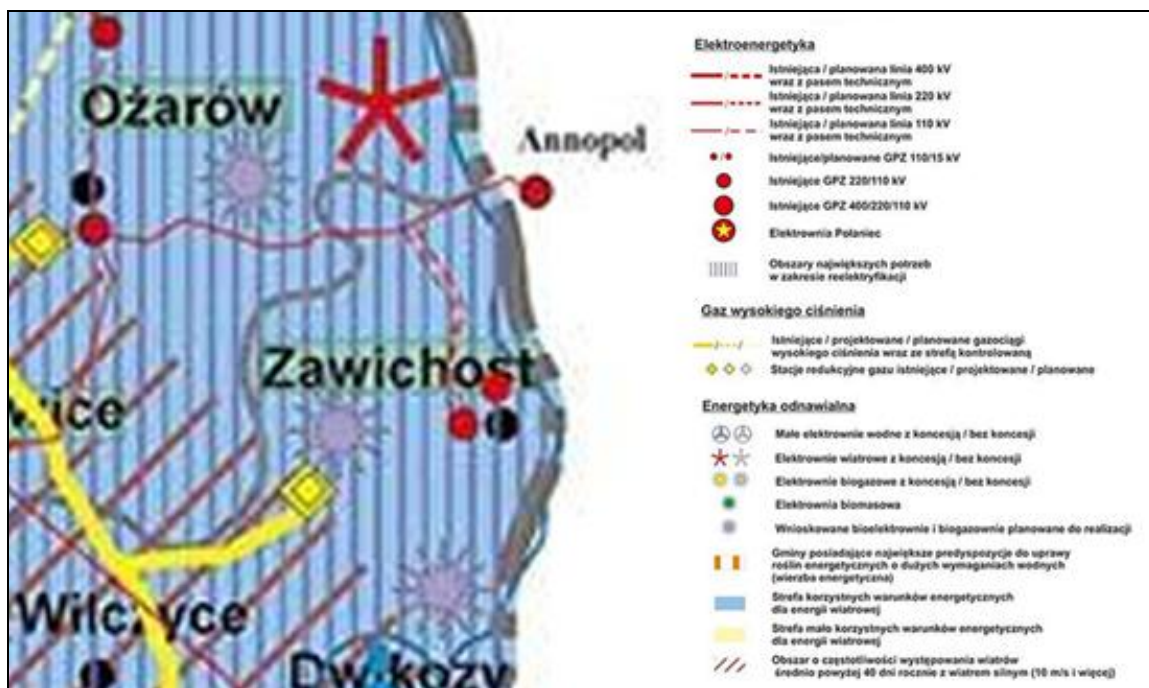 Ożarów
Annopol
Zawichost
Wilczyce
Dwikozy
Elektroenergetyka
Istniejąca / planowana linia 400 kV
wraz z pasem technicznym
Istniejąca / planowana linia 220 kV
wraz z pasem technicznym
Istniejąca / planowana linia 110 kV
wraz z pasem technicznym
Istniejące/planowane GPZ 110/15 kV
Istniejące GPZ 220/110 kV
Istniejące GPZ 400/220/110 kV
Elektrownia Połaniec
Obszary największych potrzeb
w zakresie reelektryfikacji
Gaz wysokiego ciśnienia
Istniejące / projektowane / planowane gazociągi
wysokiego ciśnienia wraz ze strefą kontrolowaną
Stacje redukcyjne gazu istniejące / projektowane / planowane
Energetyka odnawialna
Małe elektrownie wodne z koncesją / bez koncesji
Elektrownie wiatrowe z koncesją / bez koncesji
Elektrownie biogazowe z koncesją / bez koncesji
Elektrownia biomasowa
Wnioskowane bioelektrownie i biogazownie planowane do realizacji
Gminy posiadające największe predyspozycje do uprawy
roślin energetycznych o dużych wymaganiach wodnych
(wierzba energetyczna)
Strefa korzystnych warunków energetycznych
dla energii wiatrowej
Strefa mało korzystnych warunków energetycznych
dla energii wiatrowej
Obszar o częstotliwości występowania wiatrów
średnio powyżej 40 dni rocznie z wiatrem silnym (10 m/s i więcej)